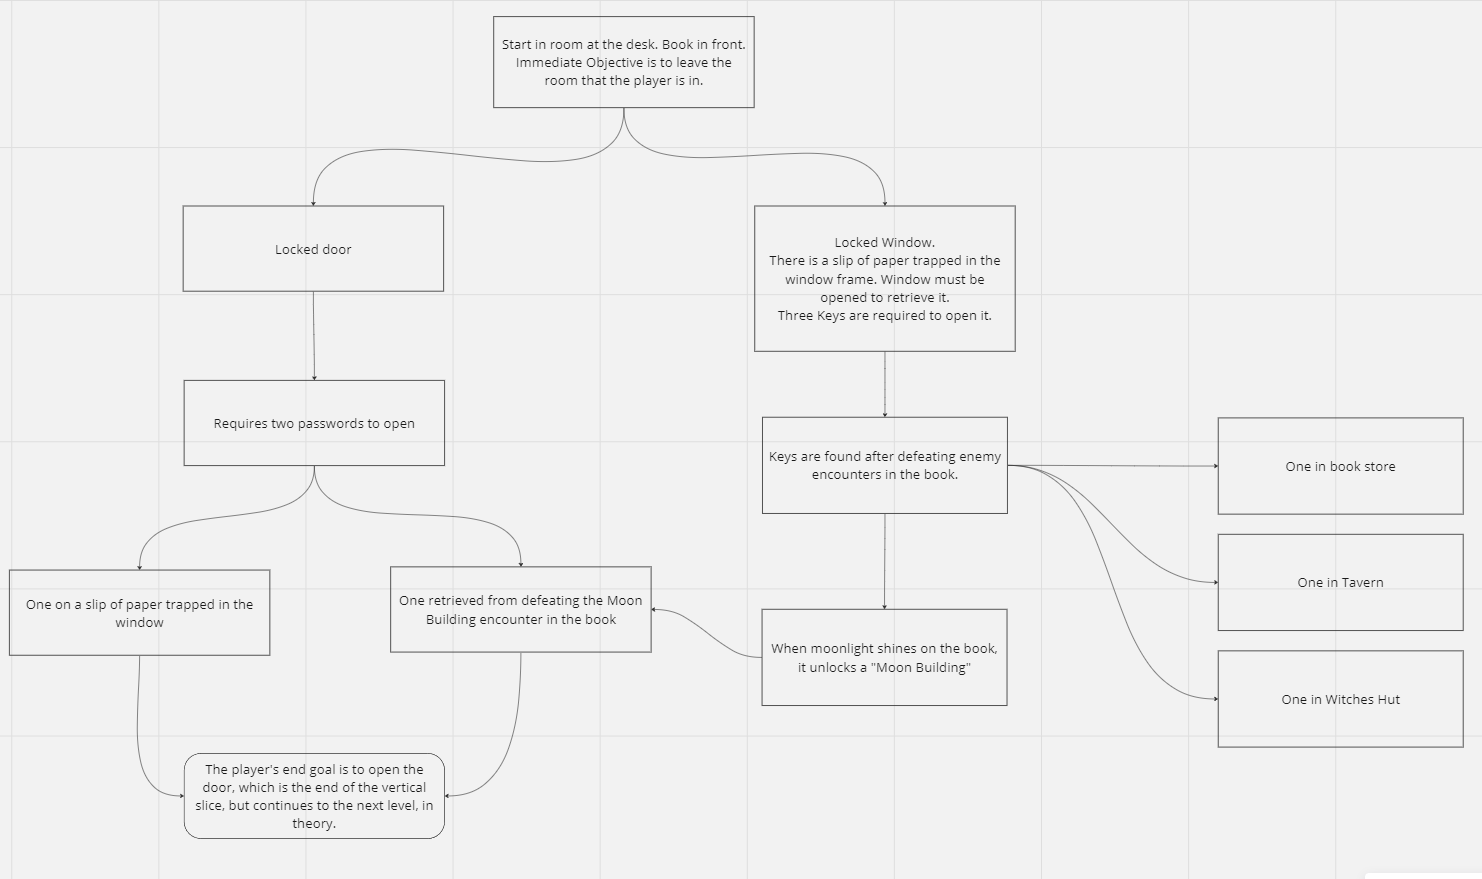 Start in room at the desk. Book in front.
Immediate Objective is to leave the
room that the player is in.
Locked door
Locked Window.
There is a slip of paper trapped in the
window frame. Window must be
opened to retrieve it.
Three Keys are required to open it.
Requires two passwords to open
Keys are found after defeating enemy
encounters in the book.
One in book store
One in Tavern
One in Witches Hut
One on a slip of paper trapped in the
window
One retrieved from defeating the Moon
Building encounter in the book
When moonlight shines on the book,
it unlocks a "Moon Building"
The player's end goal is to open the
door, which is the end of the vertical
slice, but continues to the next level, in
theory.